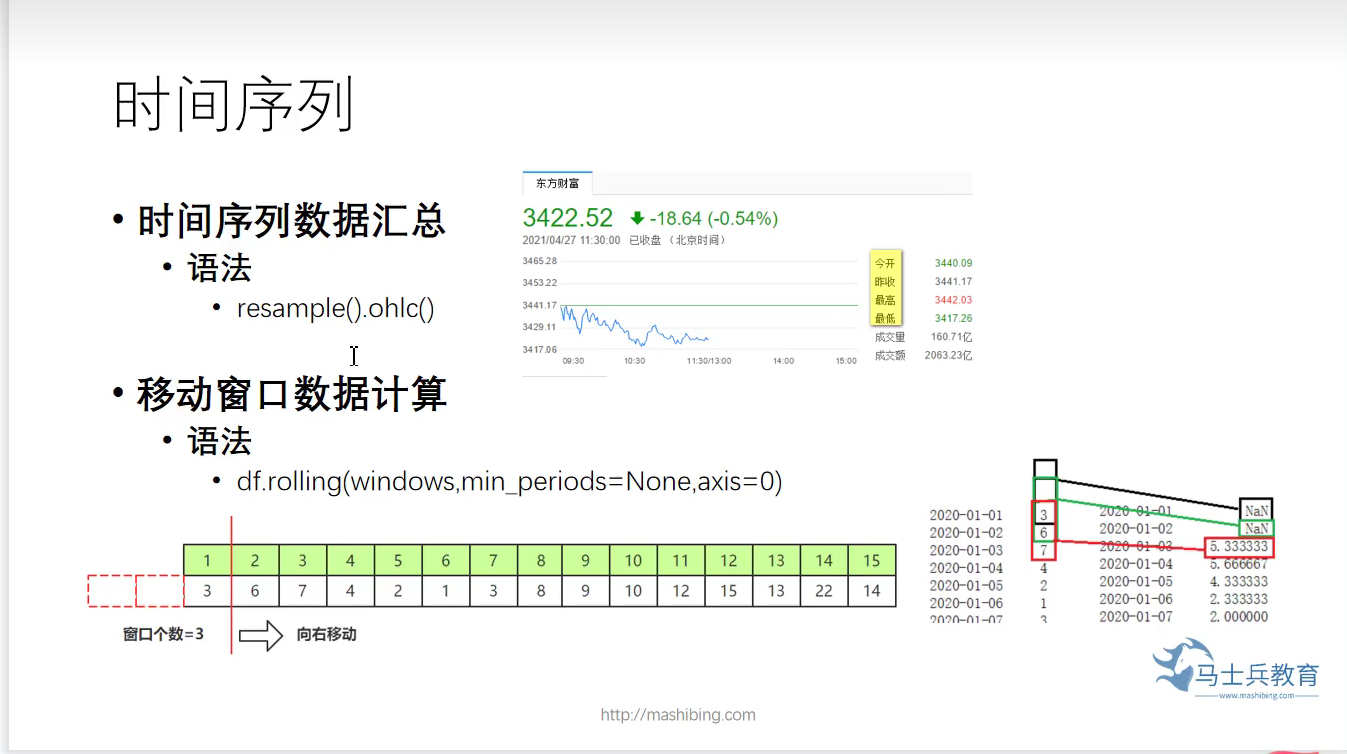 时间序列
• 时间序列数据汇总
• 语法
• resample().ohlc()
东方财富
3422.52 -18.64 (-0.54%)
2021/04/27 11:30:00 已收盘 （北京时间）
3465.28
3453.22
3441.17
3429.11
3417.06
09:30 10:30 11:30/13:00 14:00 15:00
今开 3440.09
昨收 3441.17
最高 3442.03
最低 3417.26
成交量 160.71亿
成交额 2063.23亿
• 移动窗口数据计算
• 语法
• df.rolling(windows,min_periods=None,axis=0)
1 2 3 4 5 6 7 8 9 10 11 12 13 14 15
3 6 7 4 2 1 3 8 9 10 12 15 13 22 14
窗口个数=3 向右移动
2020-01-01 3 2020-01-01 NaN
2020-01-02 6 2020-01-02 NaN
2020-01-03 7 2020-01-03 5.333333
2020-01-04 4 2020-01-04 5.666667
2020-01-05 2 2020-01-05 4.333333
2020-01-06 1 2020-01-06 2.333333
2020-01-07 3 2020-01-07 2.000000
马士兵教育
www.mashibing.com
http://mashibing.com